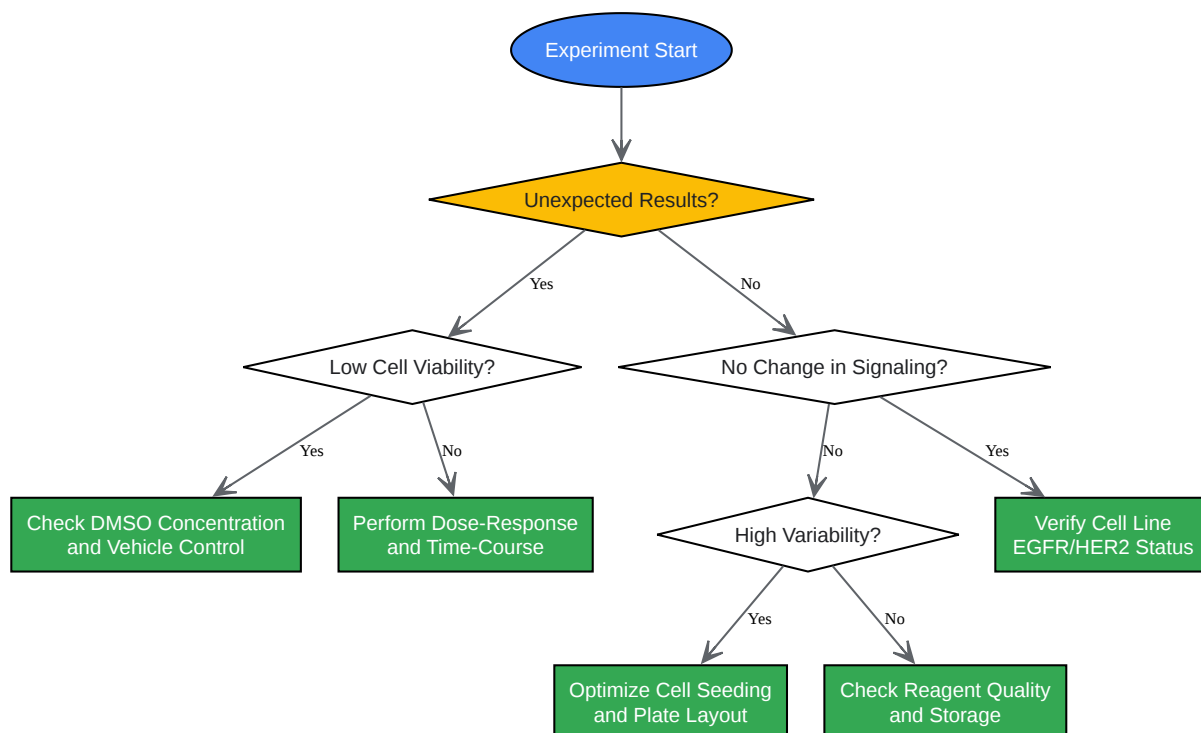 Experiment Start
Unexpected Results?
Yes
No
Low Cell Viability?
No Change in Signaling?
Yes
No
No
Yes
Check DMSO Concentration
and Vehicle Control
Perform Dose-Response
and Time-Course
High Variability?
Verify Cell Line
EGFR/HER2 Status
Yes
No
Optimize Cell Seeding
and Plate Layout
Check Reagent Quality
and Storage